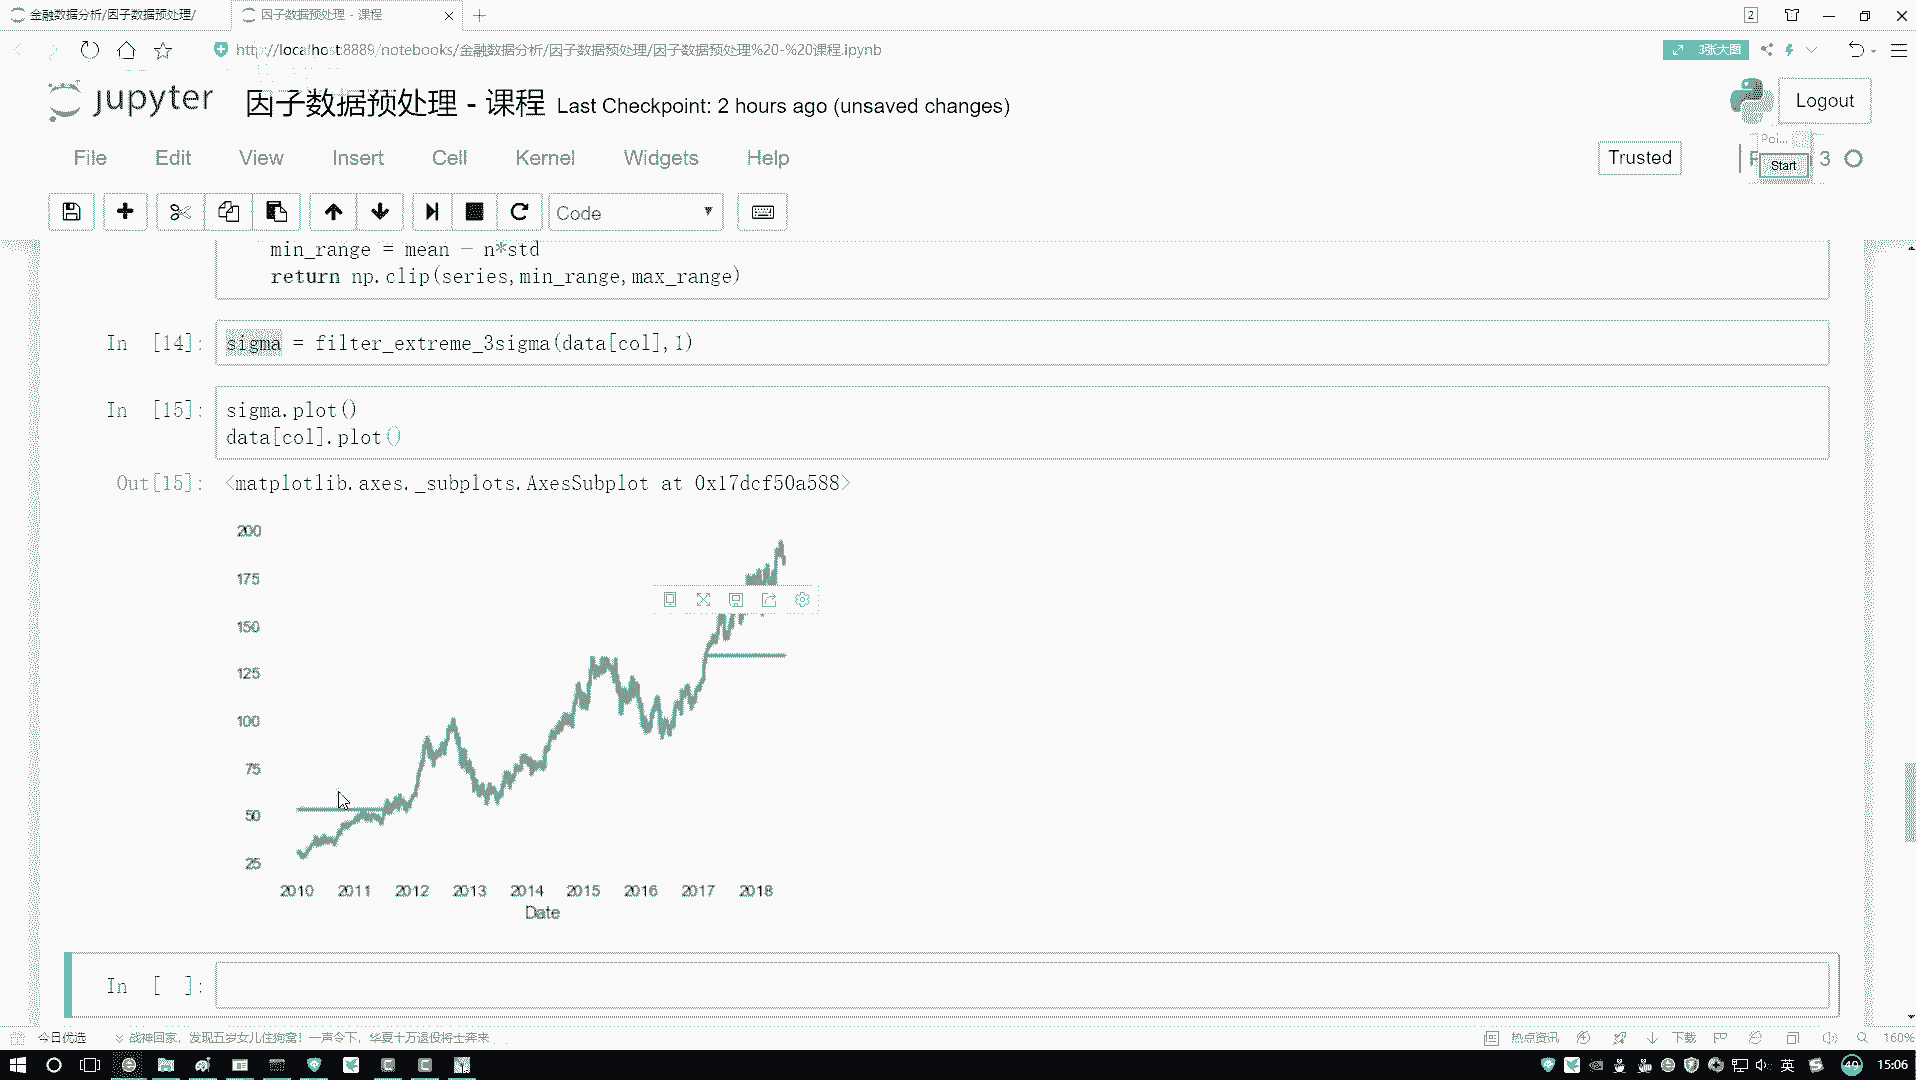 金融数据分析/因子数据预处理/
因子数据预处理 - 课程
2
http://localhost:8889/notebooks/金融数据分析/因子数据预处理/因子数据预处理%20-%20课程.ipynb
3张大图
jupyter
因子数据预处理 - 课程
Last Checkpoint: 2 hours ago (unsaved changes)
Logout
File Edit View Insert Cell Kernel Widgets Help
Trusted
Poi...
Start
3
Code
min_range = mean - n*std
return np.clip(series,min_range,max_range)
In [14]:
sigma = filter_extreme_3sigma(data[col],1)
In [15]:
sigma.plot()
data[col].plot()
Out[15]:
<matplotlib.axes._subplots.AxesSubplot at 0x17dcf50a588>
200
175
150
125
100
75
50
25
2010 2011 2012 2013 2014 2015 2016 2017 2018
Date
In [ ]:
今日优选
战神回家，发现五岁女儿住狗窝！一声令下，华夏十万退役将士奔来
热点资讯
下载
160%
英
49
15:06